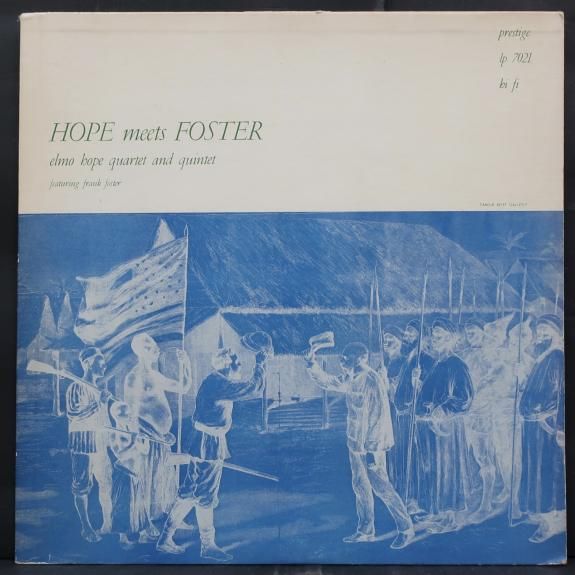 prestige
lp 7021
hi fi
HOPE meets FOSTER
elmo hope quartet and quintet
featuring frank foster